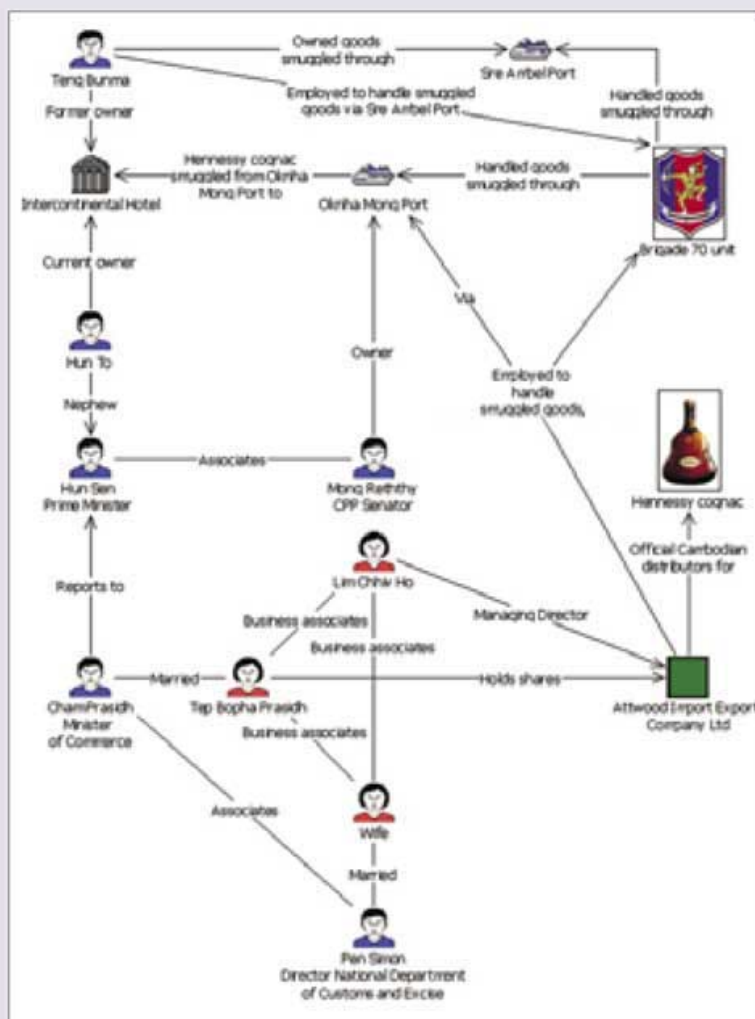 Owned goods
smuggled through
Teng Bunma
Sre Ambel Port
Employed to handle smuggled
goods via Sre Ambel Port
Handled goods
smuggled through
Former owner
Hennessy cognac
smuggled from Oknha
Mong Port to
Handled goods
smuggled through
Intercontinental Hotel
Oknha Mong Port
Brigade 70 unit
Current owner
Via
Hun To
Owner
Employed to
handle
smuggled goods,
Nephew
Associates
Hun Sen
Prime Minister
Mong Reththy
CPP Senator
Hennessy cognac
Lim Chhiv Ho
Official Cambodian
distributors for
Reports to
Business associates
Managing Director
Business associates
Married
Holds shares
Cham Prasidh
Minister
of Commerce
Tep Bopha Prasidh
Attwood Import Export
Company Ltd
Business associates
Associates
Wife
Married
Pen Simon
Director National Department
of Customs and Excise